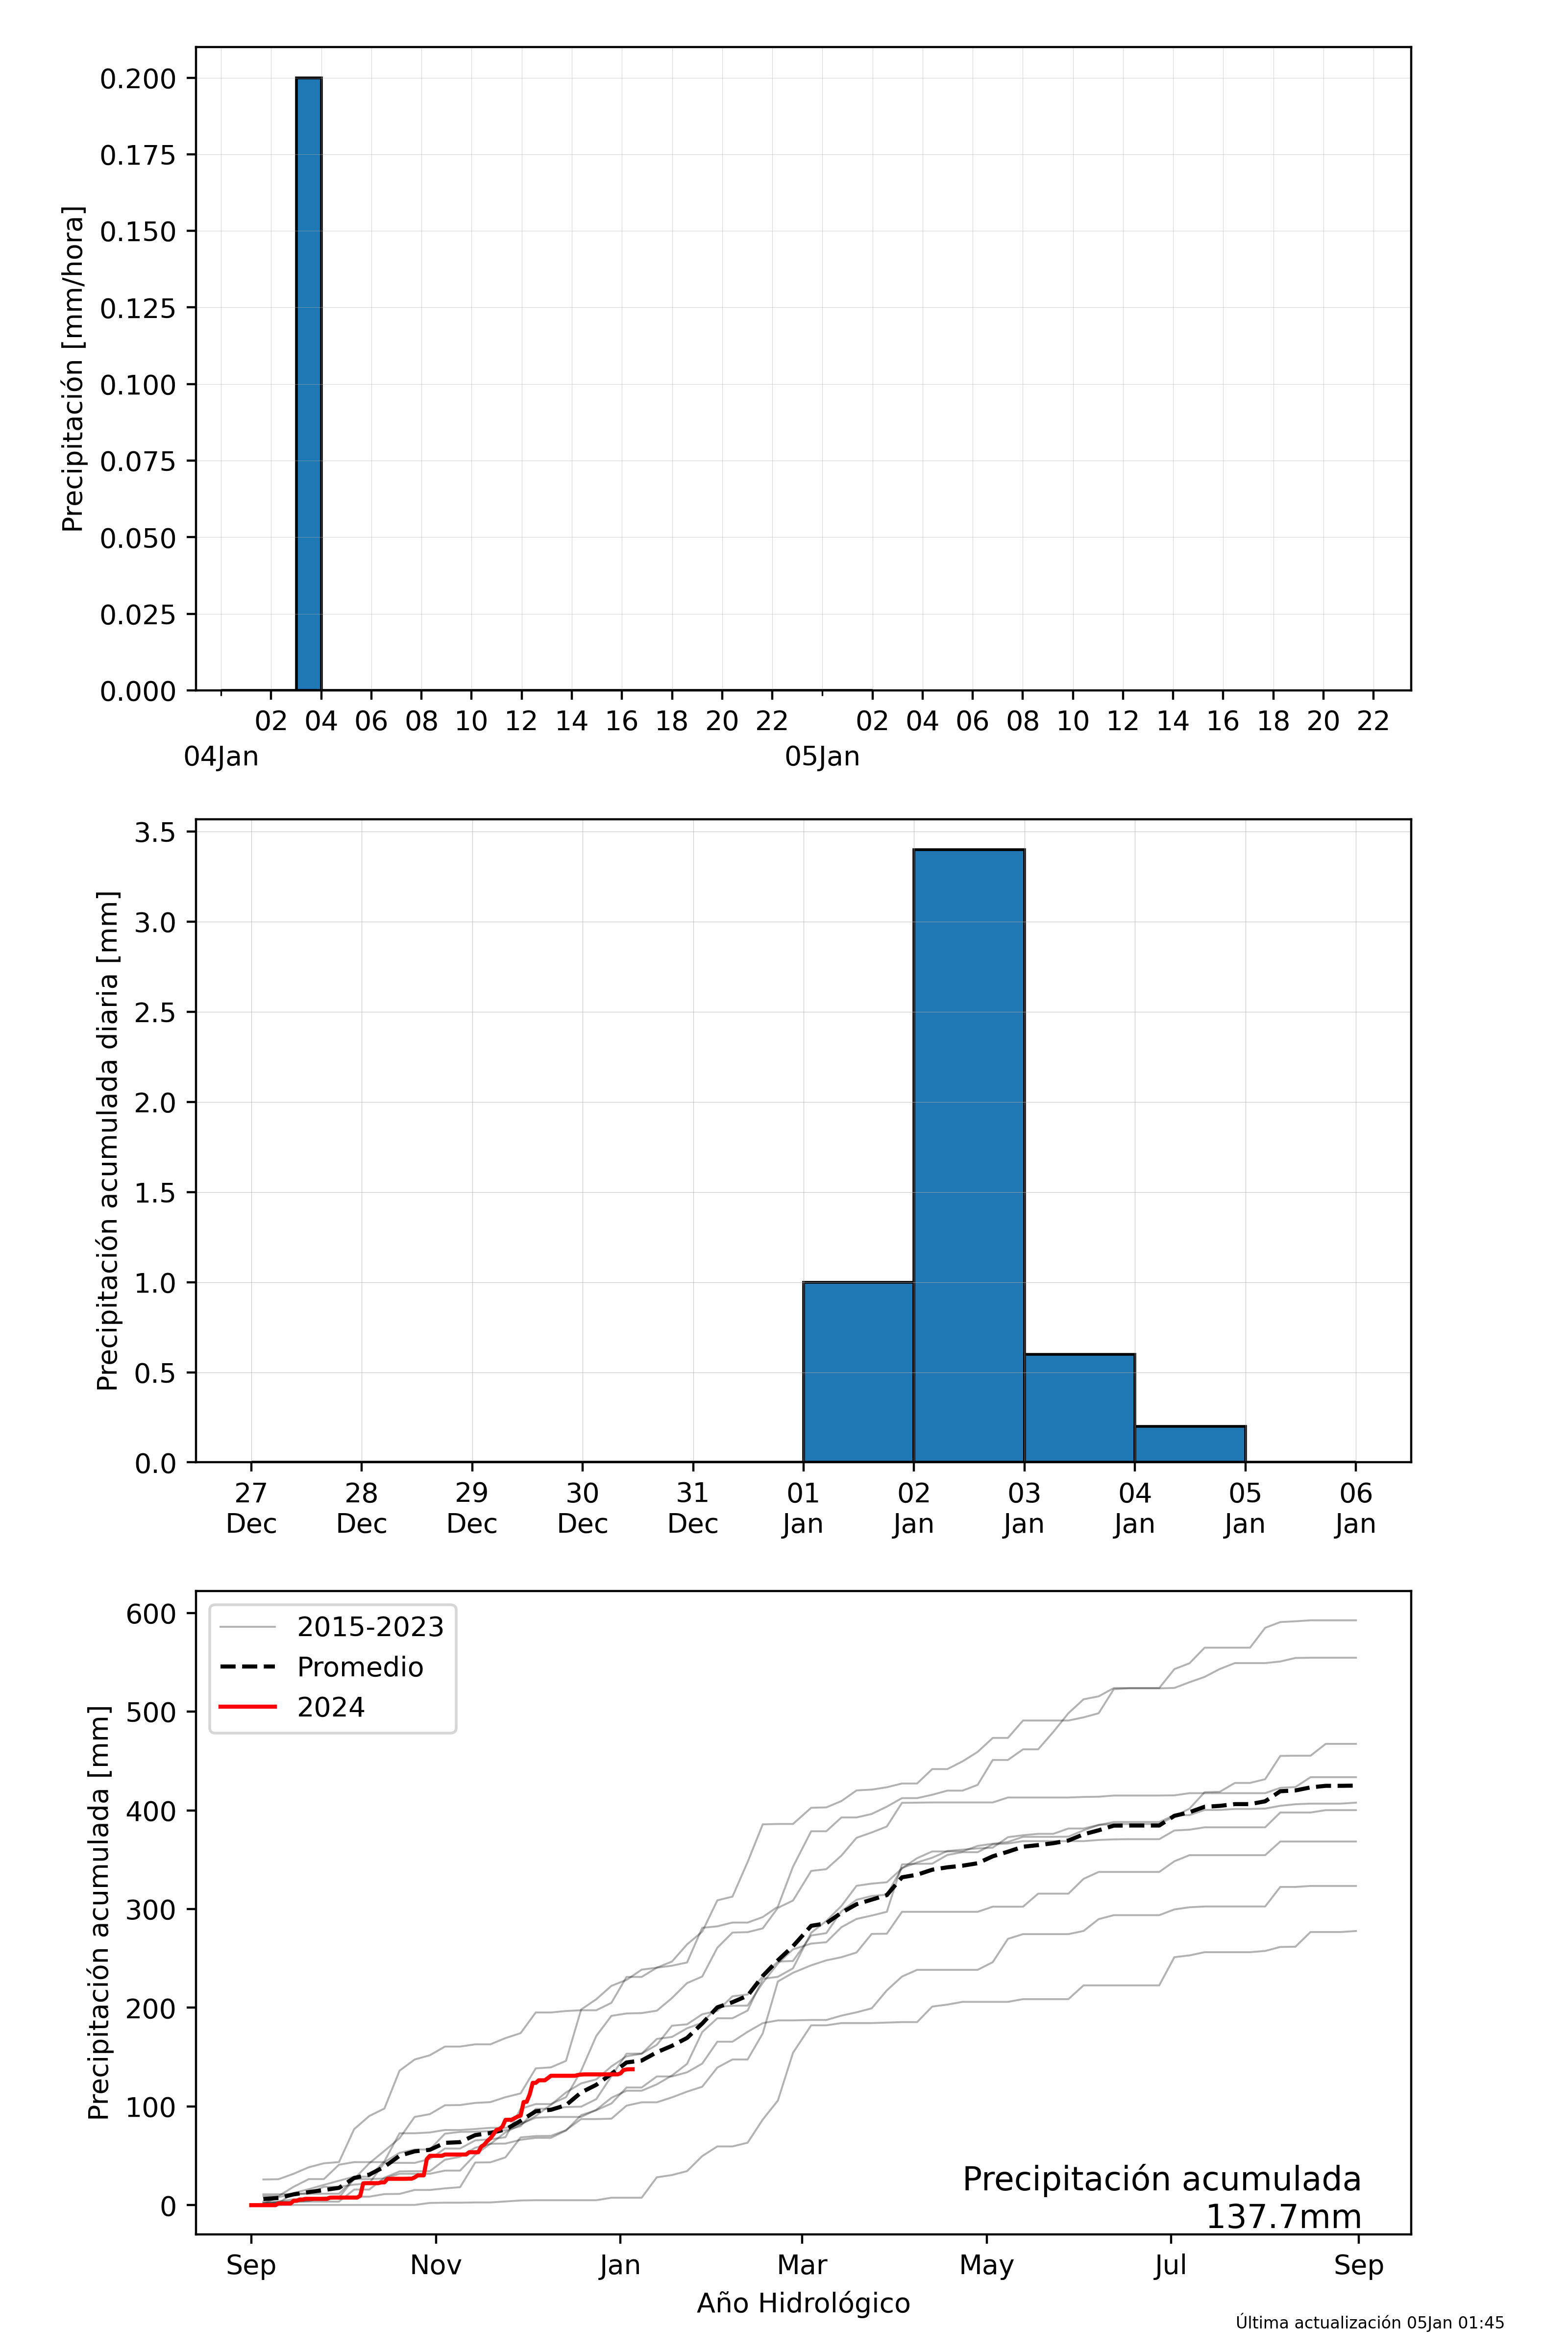 Precipitación [mm/hora]
0.200
0.175
0.150
0.125
0.100
0.075
0.050
0.025
0.000
02 04 06 08 10 12 14 16 18 20 22 02 04 06 08 10 12 14 16 18 20 22
04Jan 05Jan
Precipitación acumulada diaria [mm]
3.5
3.0
2.5
2.0
1.5
1.0
0.5
0.0
27 28 29 30 31 01 02 03 04 05 06
Dec Dec Dec Dec Dec Jan Jan Jan Jan Jan Jan
Precipitación acumulada [mm]
600
500
400
300
200
100
0
2015-2023
Promedio
2024
Precipitación acumulada
137.7mm
Sep Nov Jan Mar May Jul Sep
Año Hidrológico
Última actualización 05Jan 01:45